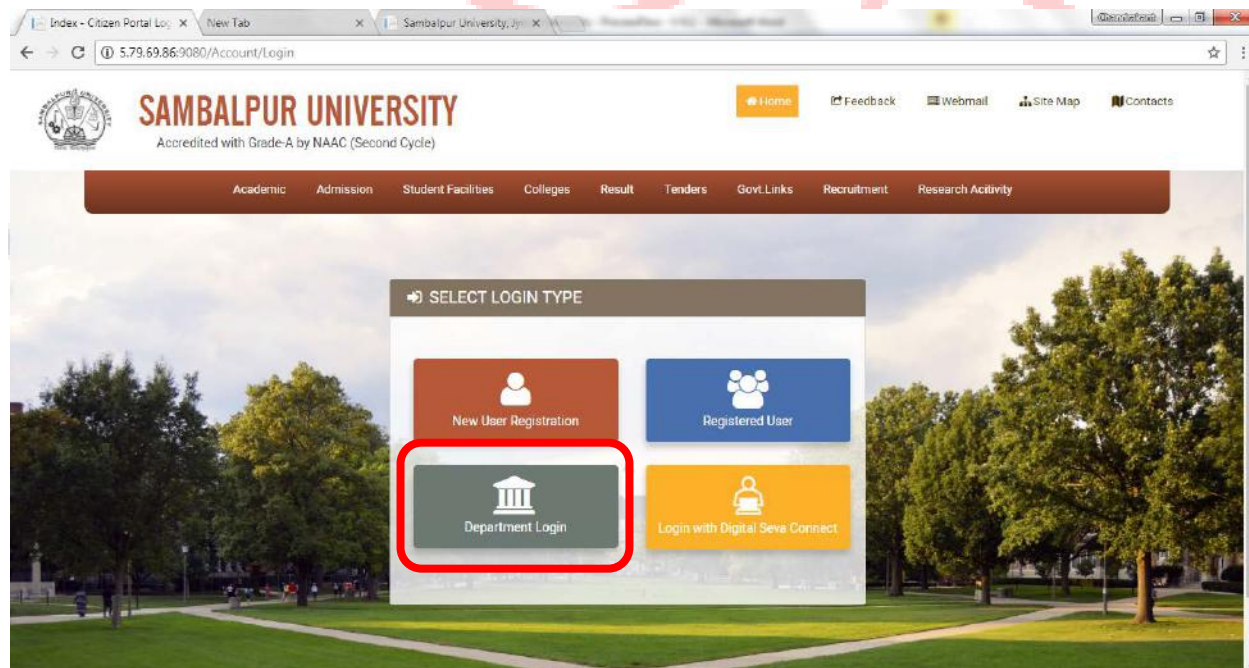 Index - Citizen Portal Log
New Tab
Sambalpur University, Jy
5.79.69.86:9080/Account/Login
SAMBALPUR UNIVERSITY
Accredited with Grade-A by NAAC (Second Cycle)
Home Feedback Webmail Site Map Contacts
Academic Admission Student Facilities Colleges Result Tenders Govt.Links Recruitment Research Acitivity
SELECT LOGIN TYPE
New User Registration
Registered User
Department Login
Login with Digital Seva Connect